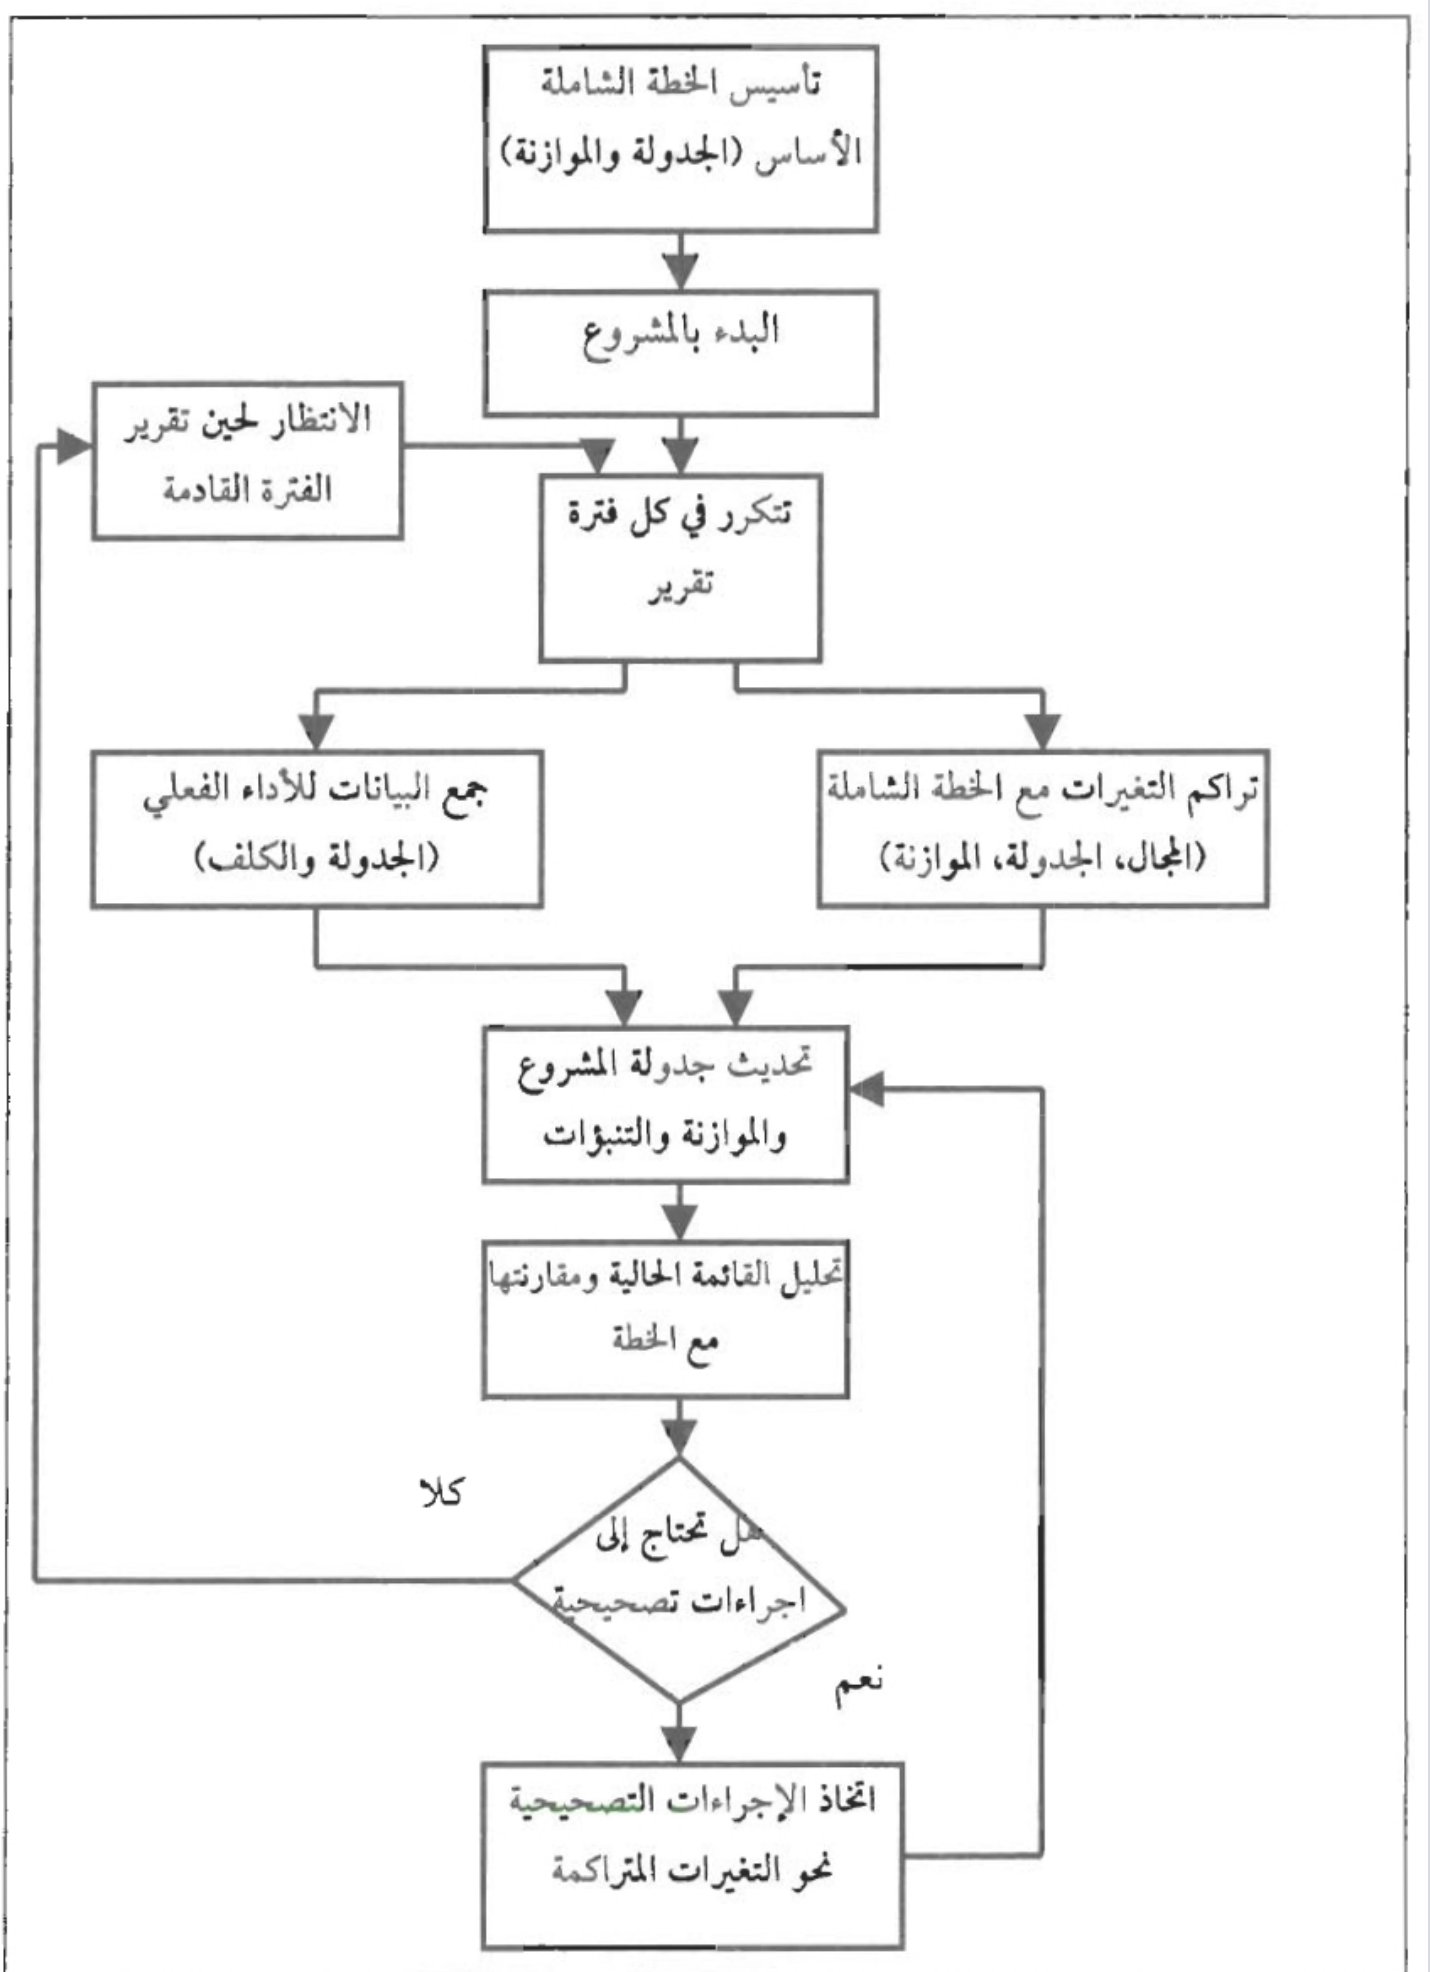 تأسيس الخطة الشاملة
الأساس (الجدولة والموازنة)
البدء بالمشروع
الانتظار لحين تقرير
الفترة القادمة
تتكرر في كل فترة
تقرير
تراكم التغيرات مع الخطة الشاملة
(المجال، الجدولة، الموازنة)
جمع البيانات للأداء الفعلي
(الجدولة والكلف)
تحديث جدولة المشروع
والموازنة والتنبؤات
تحليل القائمة الحالية ومقارنتها
مع الخطة
كلا
هل تحتاج إلى
اجراءات تصحيحية
نعم
اتخاذ الإجراءات التصحيحية
نحو التغيرات المتراكمة